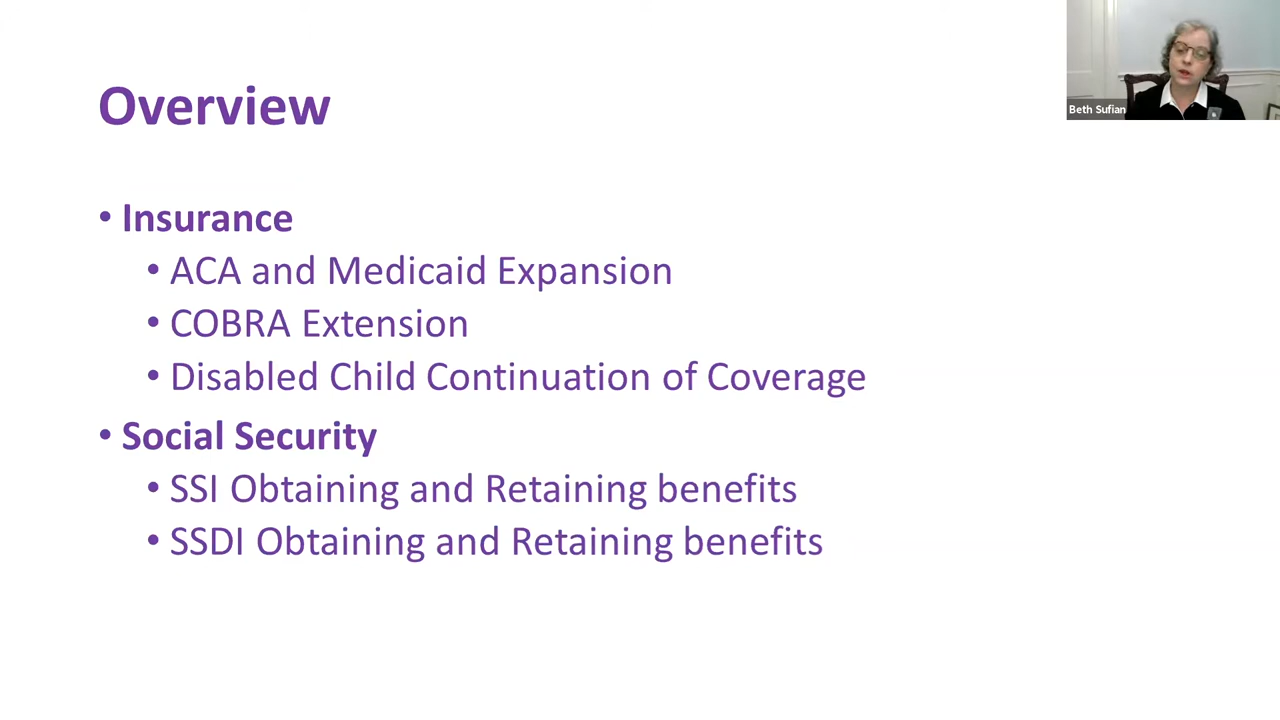 Overview
Beth Sufian
• Insurance
• ACA and Medicaid Expansion
• COBRA Extension
• Disabled Child Continuation of Coverage
• Social Security
• SSI Obtaining and Retaining benefits
• SSDI Obtaining and Retaining benefits